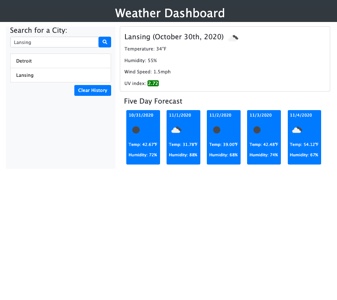 Weather Dashboard
Search for a City:
Lansing
Detroit
Lansing
Clear History
Lansing (October 30th, 2020)
Temperature: 34°F
Humidity: 55%
Wind Speed: 1.5mph
UV index: 2.72
Five Day Forecast
10/31/2020
Temp: 42.67°F
Humidity: 72%
11/1/2020
Temp: 31.78°F
Humidity: 88%
11/2/2020
Temp: 39.00°F
Humidity: 68%
11/3/2020
Temp: 42.48°F
Humidity: 74%
11/4/2020
Temp: 54.12°F
Humidity: 67%